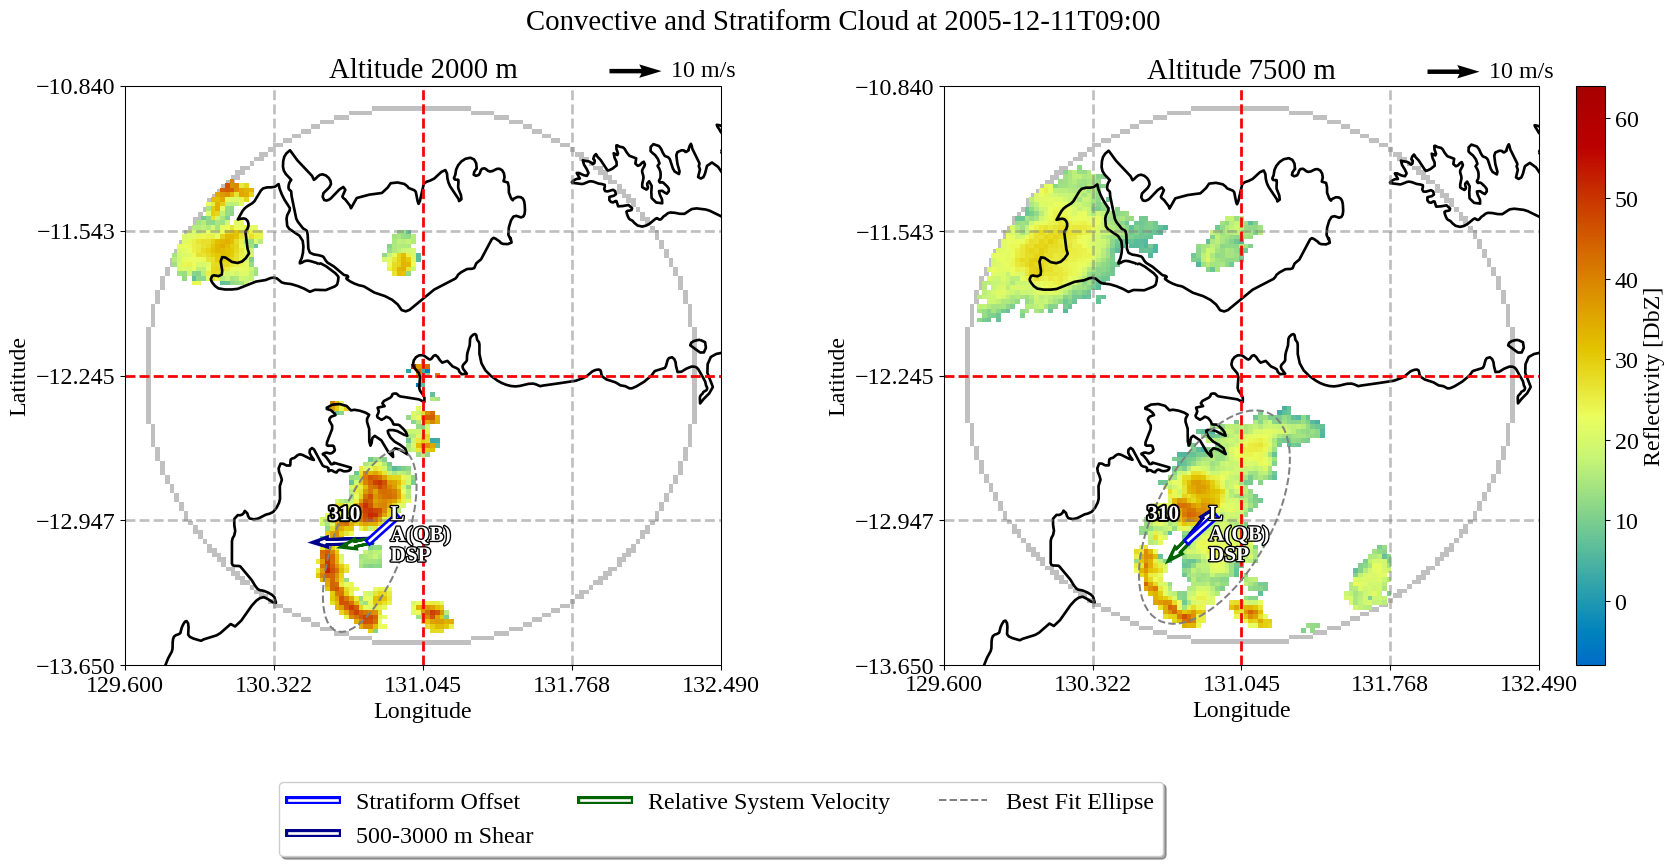 Convective and Stratiform Cloud at 2005-12-11T09:00
Altitude 2000 m
10 m/s
−10.840
−11.543
−12.245
−12.947
−13.650
Latitude
310
L
A(QB)
DSP
129.600
130.322
131.045
131.768
132.490
Longitude
Altitude 7500 m
10 m/s
−10.840
−11.543
−12.245
−12.947
−13.650
Latitude
310
L
A(QB)
DSP
129.600
130.322
131.045
131.768
132.490
Longitude
60
50
40
30
20
10
0
Reflectivity [DbZ]
Stratiform Offset
500-3000 m Shear
Relative System Velocity
Best Fit Ellipse